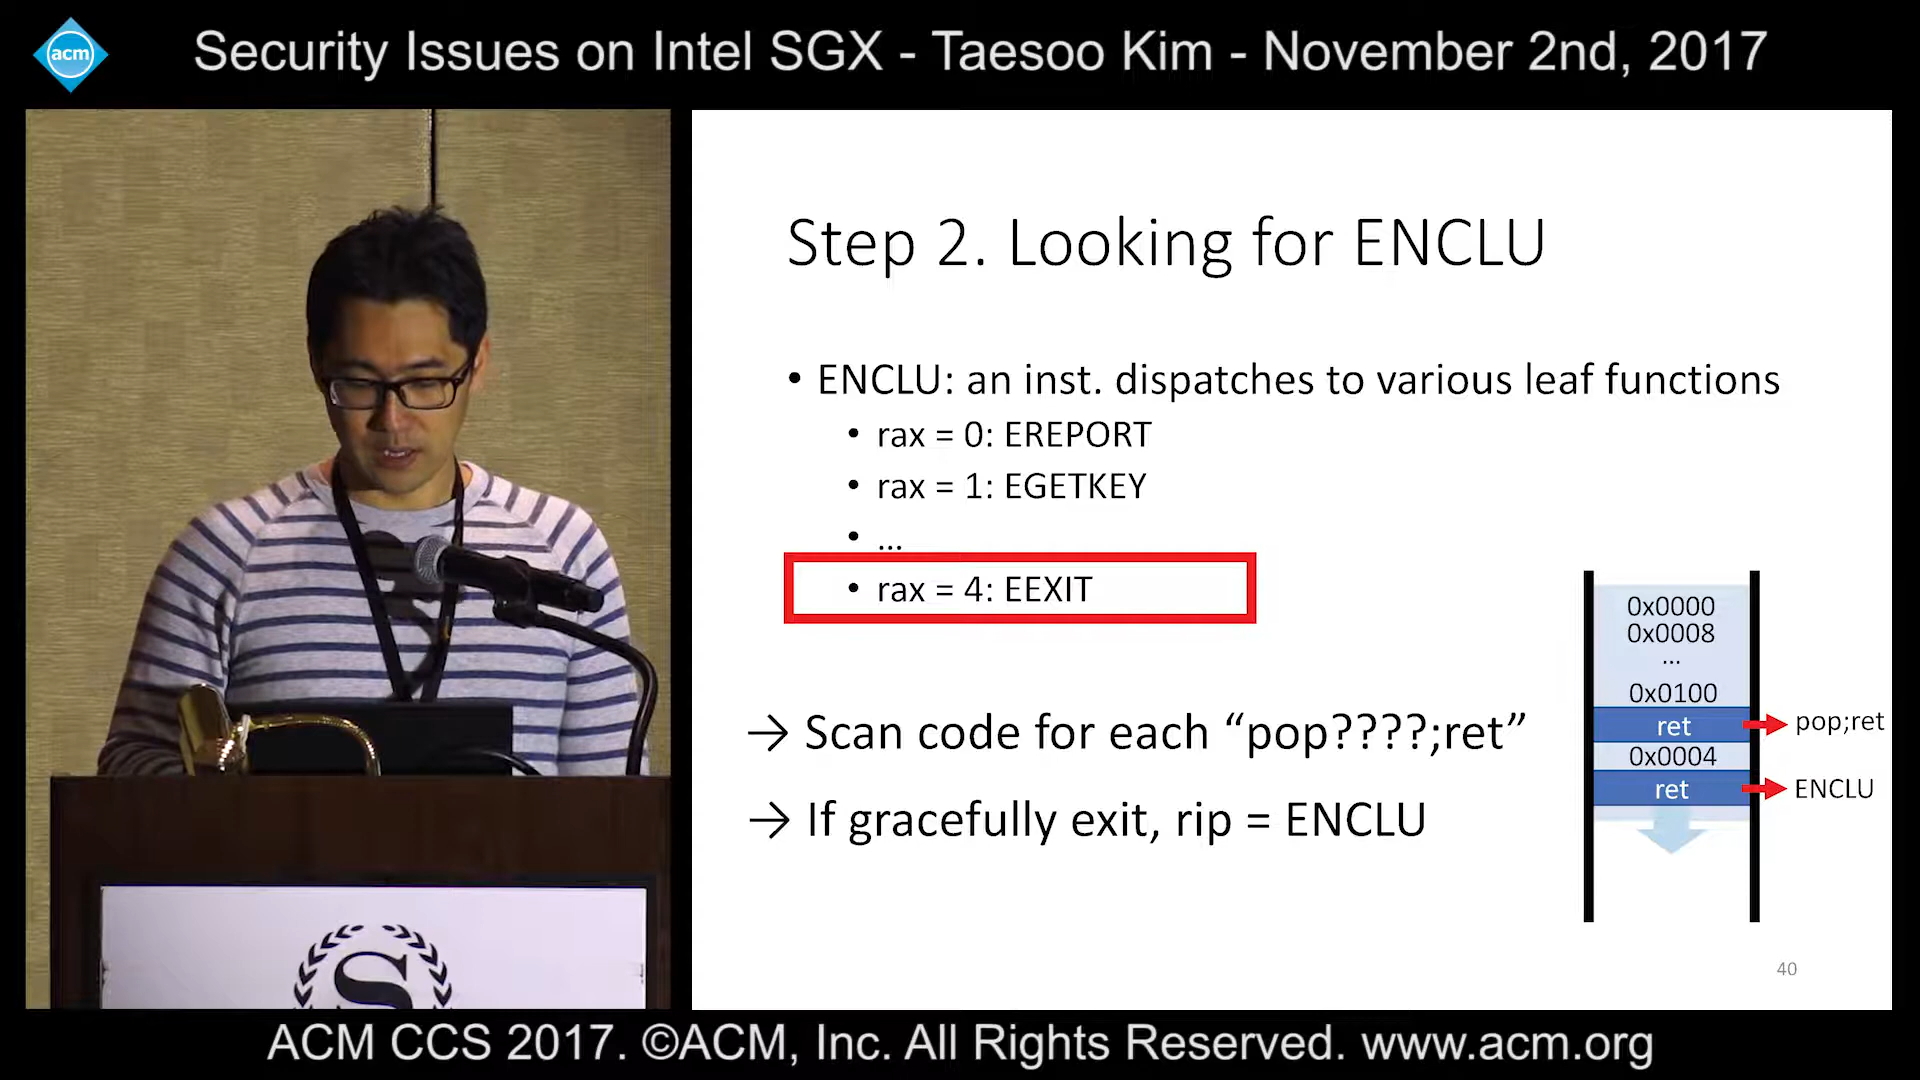 acm
Security Issues on Intel SGX - Taesoo Kim - November 2nd, 2017
Step 2. Looking for ENCLU
• ENCLU: an inst. dispatches to various leaf functions
• rax = 0: EREPORT
• rax = 1: EGETKEY
• ...
• rax = 4: EEXIT
→ Scan code for each “pop????;ret”
→ If gracefully exit, rip = ENCLU
0x0000
0x0008
...
0x0100
ret
pop;ret
0x0004
ret
ENCLU
40
S
ACM CCS 2017. ©ACM, Inc. All Rights Reserved. www.acm.org